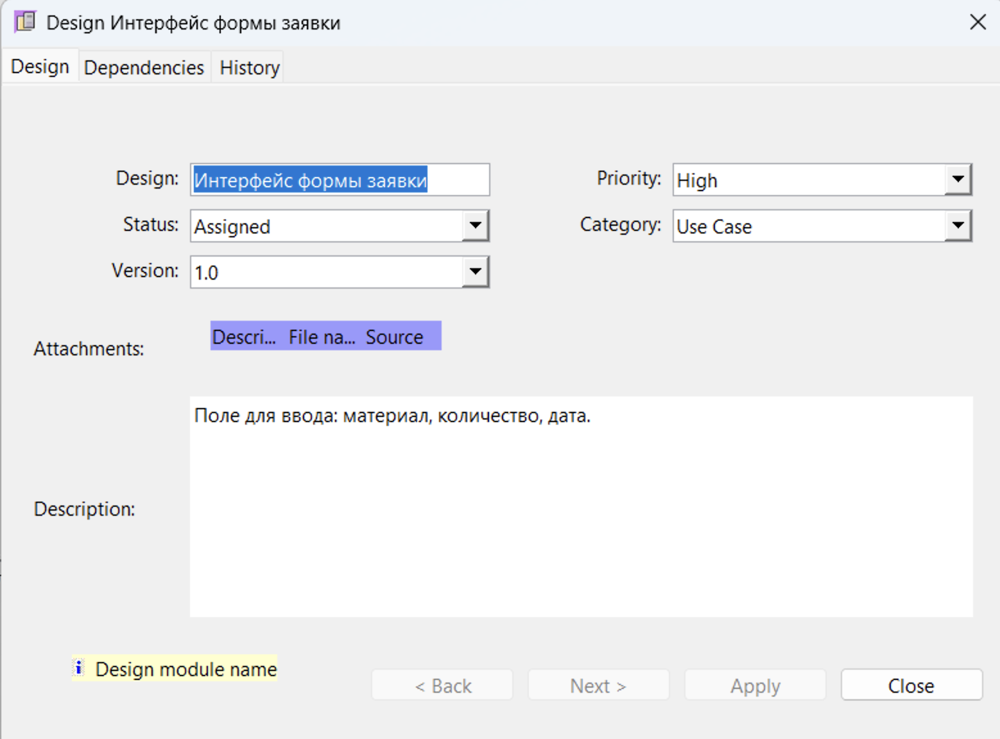 Design Интерфейс формы заявки
Design Dependencies History
Design: Интерфейс формы заявки Priority: High
Status: Assigned Category: Use Case
Version: 1.0
Attachments: Descri... File na... Source
Поле для ввода: материал, количество, дата.
Description:
i Design module name
< Back Next > Apply Close